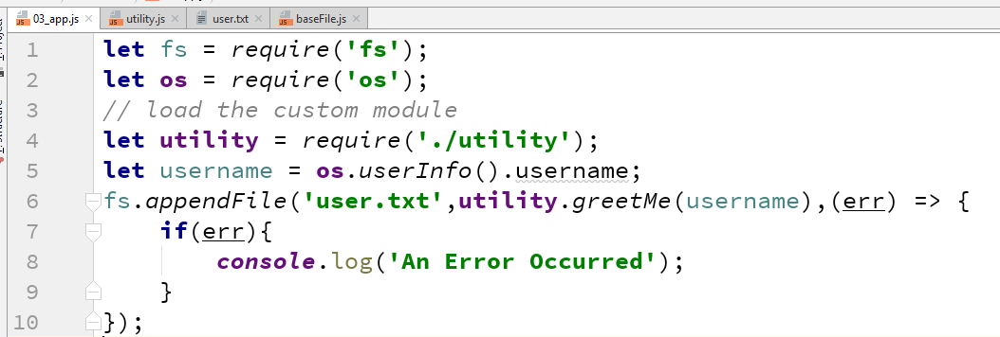 03_app.js utility.js user.txt baseFile.js
1 let fs = require('fs');
2 let os = require('os');
3 // load the custom module
4 let utility = require('./utility');
5 let username = os.userInfo().username;
6 fs.appendFile('user.txt',utility.greetMe(username),(err) => {
7 if(err){
8 console.log('An Error Occurred');
9 }
10 });